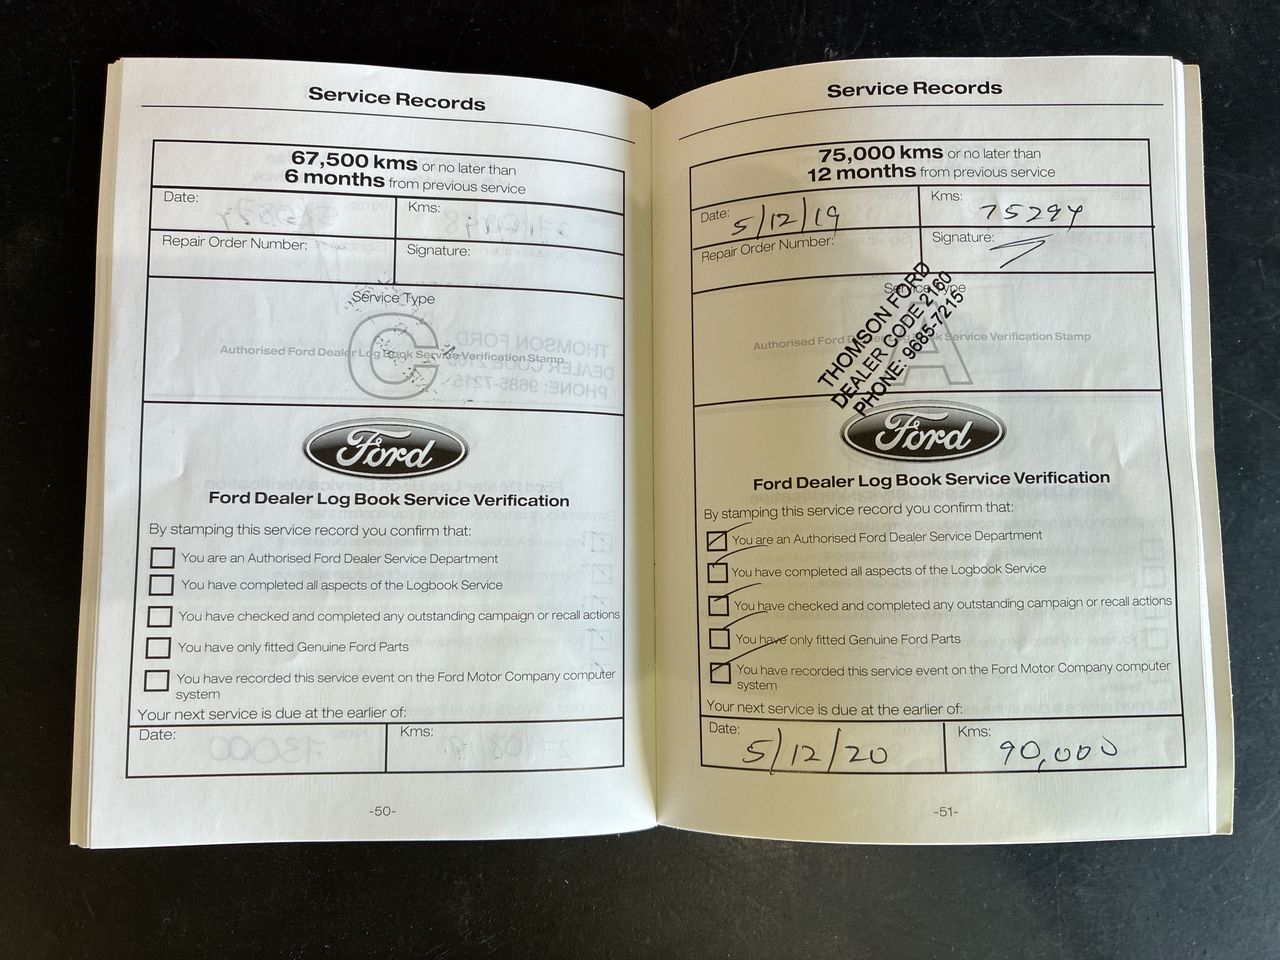 Service Records
67,500 kms or no later than
6 months from previous service
Date:
Kms:
Repair Order Number:
Signature:
Service Type
C
Authorised Ford Dealer Log Book Service Verification Stamp
Ford
Ford Dealer Log Book Service Verification
By stamping this service record you confirm that:
You are an Authorised Ford Dealer Service Department
You have completed all aspects of the Logbook Service
You have checked and completed any outstanding campaign or recall actions
You have only fitted Genuine Ford Parts
You have recorded this service event on the Ford Motor Company computer
system
Your next service is due at the earlier of:
Date:
Kms:
-50-
Service Records
75,000 kms or no later than
12 months from previous service
Date: 5/12/19
Kms: 75294
Repair Order Number:
Signature:
Service Type
A
Authorised Ford Dealer Log Book Service Verification Stamp
THOMSON FORD
DEALER CODE 2160
PHONE: 9685-7215
Ford
Ford Dealer Log Book Service Verification
By stamping this service record you confirm that:
You are an Authorised Ford Dealer Service Department
You have completed all aspects of the Logbook Service
You have checked and completed any outstanding campaign or recall actions
You have only fitted Genuine Ford Parts
You have recorded this service event on the Ford Motor Company computer
system
Your next service is due at the earlier of:
Date: 5/12/20
Kms: 90,000
-51-